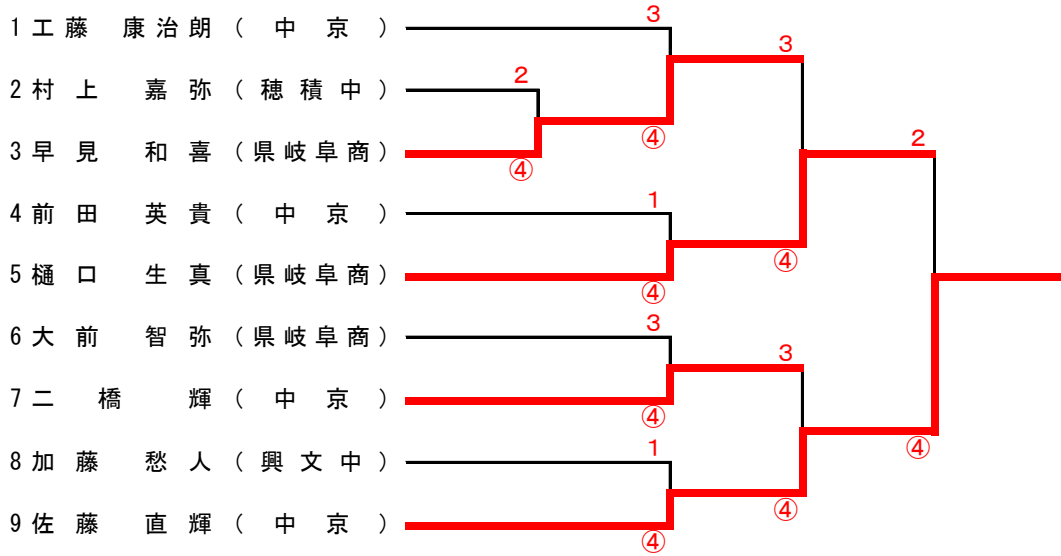 3
1 工藤 康治朗 ( 中京 )
3
2
2 村上 嘉弥 ( 穂積中 )
④
2
3 早見 和喜 ( 県岐阜商 )
④
1
4 前田 英貴 ( 中京 )
④
5 樋口 生真 ( 県岐阜商 )
④
3
6 大前 智弥 ( 県岐阜商 )
3
7 二橋 輝 ( 中京 )
④
④
1
8 加藤 愁人 ( 興文中 )
④
9 佐藤 直輝 ( 中京 )
④